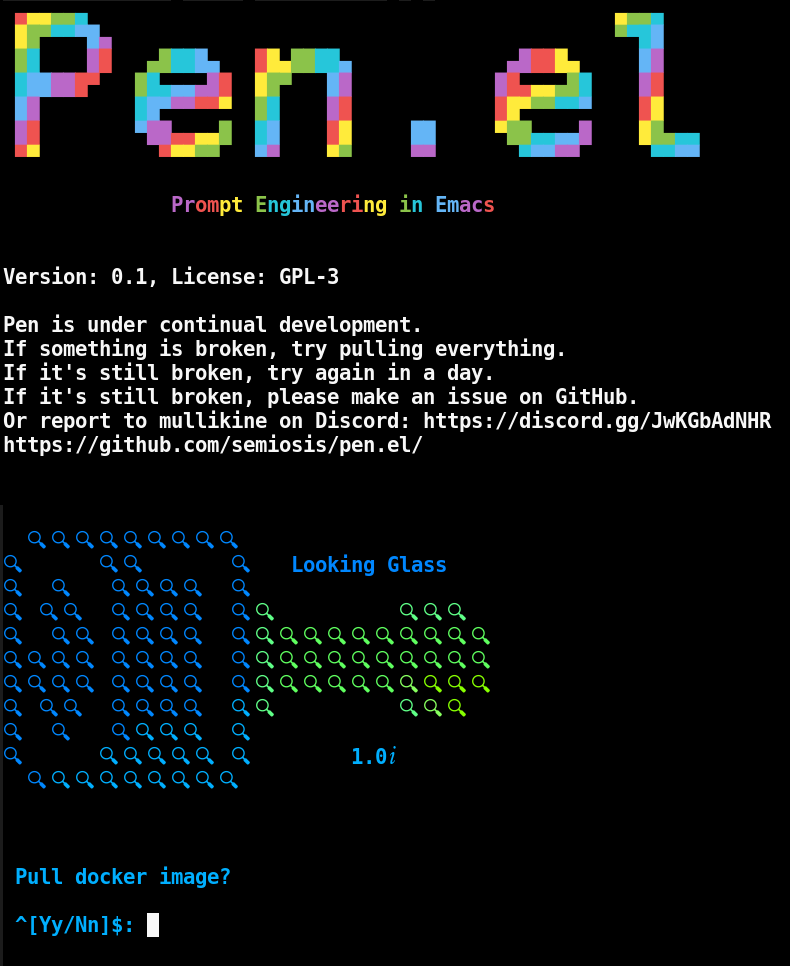 Pen.el
Prompt Engineering in Emacs
Version: 0.1, License: GPL-3
Pen is under continual development.
If something is broken, try pulling everything.
If it's still broken, try again in a day.
If it's still broken, please make an issue on GitHub.
Or report to mullikine on Discord: https://discord.gg/JwKGbAdNHR
https://github.com/semiosis/pen.el/
Looking Glass
1.0𝑖
Pull docker image?
^[Yy/Nn]$: